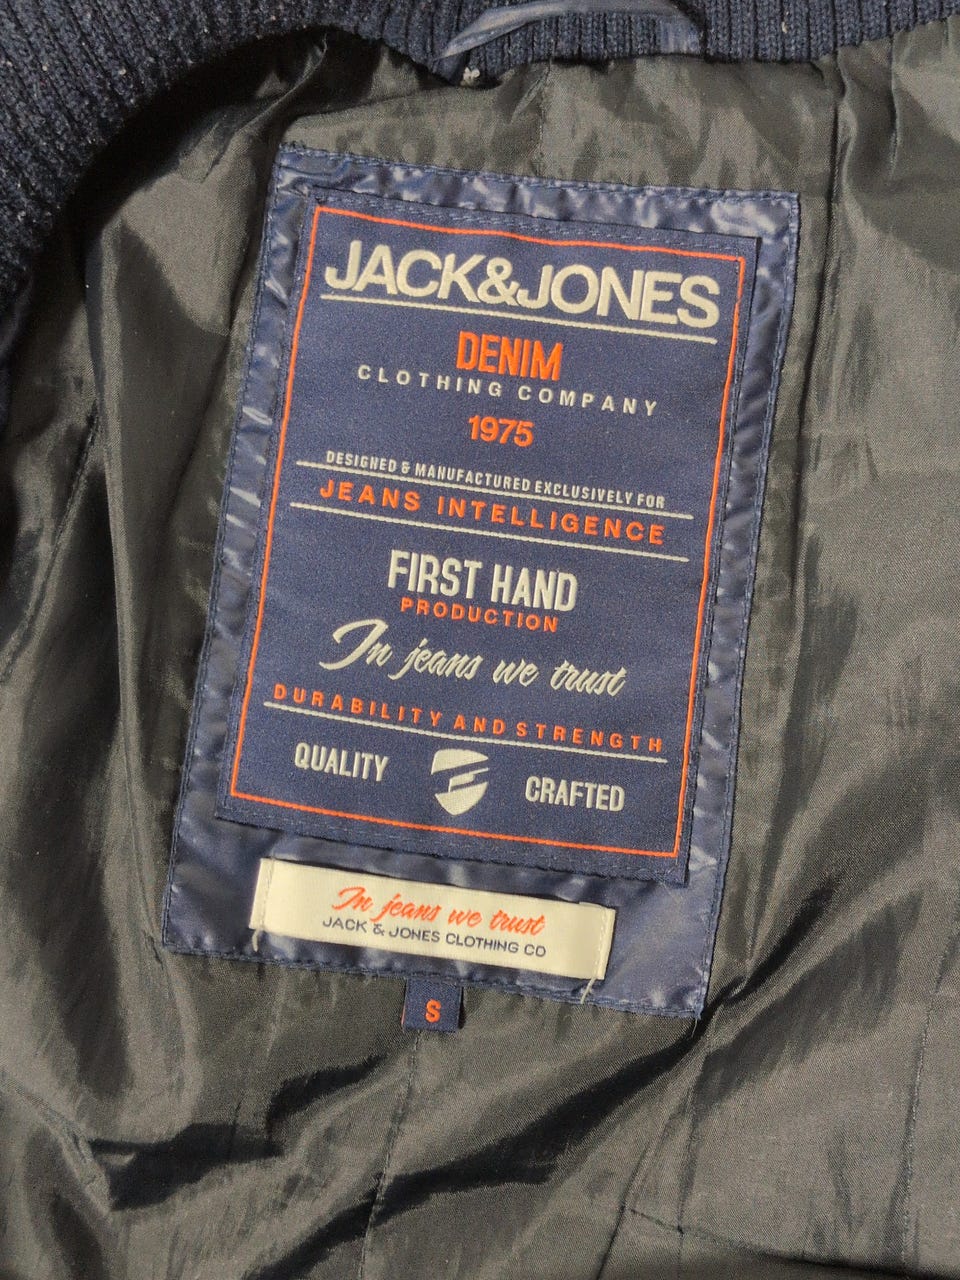 JACK&JONES
DENIM
CLOTHING COMPANY
1975
DESIGNED & MANUFACTURED EXCLUSIVELY FOR
JEANS INTELLIGENCE
FIRST HAND
PRODUCTION
In jeans we trust
DURABILITY AND STRENGTH
QUALITY CRAFTED
In jeans we trust
JACK & JONES CLOTHING CO
S